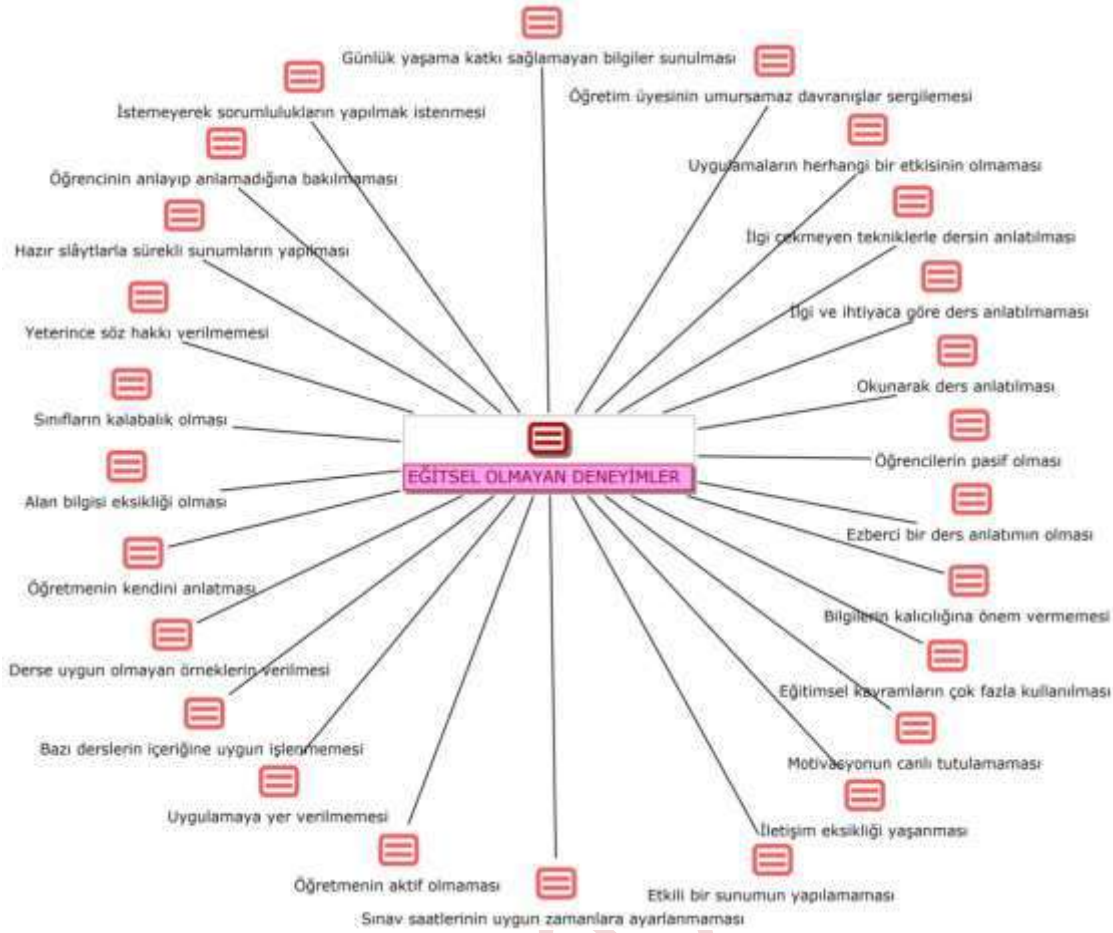 Günlük yaşama katkı sağlamayan bilgiler sunulması
Öğretim üyesinin umursamaz davranışlar sergilemesi
İstemeyerek sorumlulukların yapılmak istenmesi
Uygulamaların herhangi bir etkisinin olmaması
Öğrencinin anlayıp anlamadığına bakılmaması
İlgi çekmeyen tekniklerle dersin anlatılması
Hazır slâytlarla sürekli sunumların yapılması
İlgi ve ihtiyaca göre ders anlatılmaması
Yeterince söz hakkı verilmemesi
Okunarak ders anlatılması
Sınıfların kalabalık olması
Öğrencilerin pasif olması
EĞİTSEL OLMAYAN DENEYİMLER
Alan bilgisi eksikliği olması
Ezberci bir ders anlatımın olması
Öğretmenin kendini anlatması
Bilgilerin kalıcılığına önem vermemesi
Derse uygun olmayan örneklerin verilmesi
Eğitimsel kavramların çok fazla kullanılması
Bazı derslerin içeriğine uygun işlenmemesi
Motivasyonun canlı tutulamaması
Uygulamaya yer verilmemesi
İletişim eksikliği yaşanması
Öğretmenin aktif olmaması
Etkili bir sunumun yapılamaması
Sınav saatlerinin uygun zamanlara ayarlanmaması